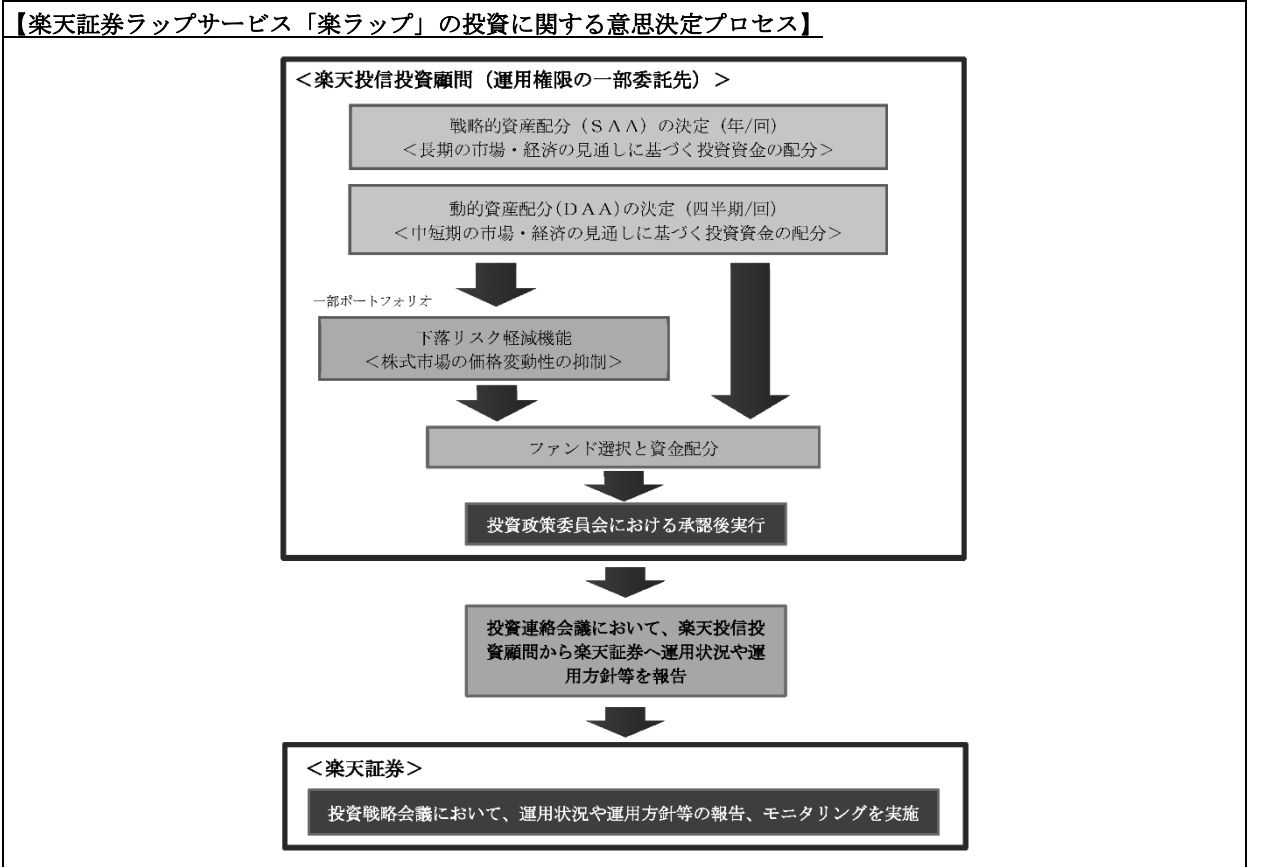 【楽天証券ラップサービス「楽ラップ」の投資に関する意思決定プロセス】
＜楽天投信投資顧問（運用権限の一部委託先）＞
戦略的資産配分（ＳＡＡ）の決定（年/回）
＜長期の市場・経済の見通しに基づく投資資金の配分＞
動的資産配分(ＤＡＡ)の決定（四半期/回）
＜中短期の市場・経済の見通しに基づく投資資金の配分＞
一部ポートフォリオ
下落リスク軽減機能
＜株式市場の価格変動性の抑制＞
ファンド選択と資金配分
投資政策委員会における承認後実行
投資連絡会議において、楽天投信投
資顧問から楽天証券へ運用状況や運
用方針等を報告
＜楽天証券＞
投資戦略会議において、運用状況や運用方針等の報告、モニタリングを実施